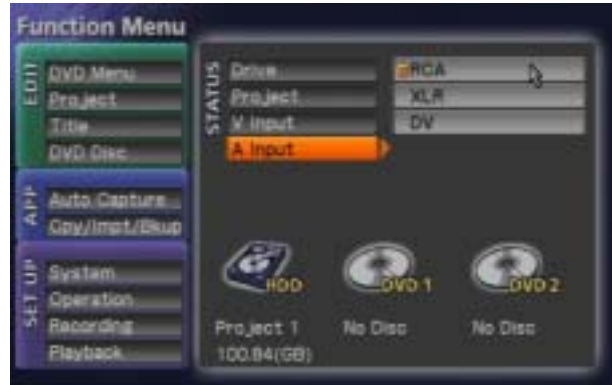 Function Menu
EDIT
DVD Menu
Project
Title
DVD Disc
APP
Auto Capture
Cpy/Impt/Bkup
SET UP
System
Operation
Recording
Playback
STATUS
Drive
Project
V Input
A Input
RCA
XLR
DV
HDD
DVD 1
DVD 2
Project 1
No Disc
No Disc
100.84(GB)